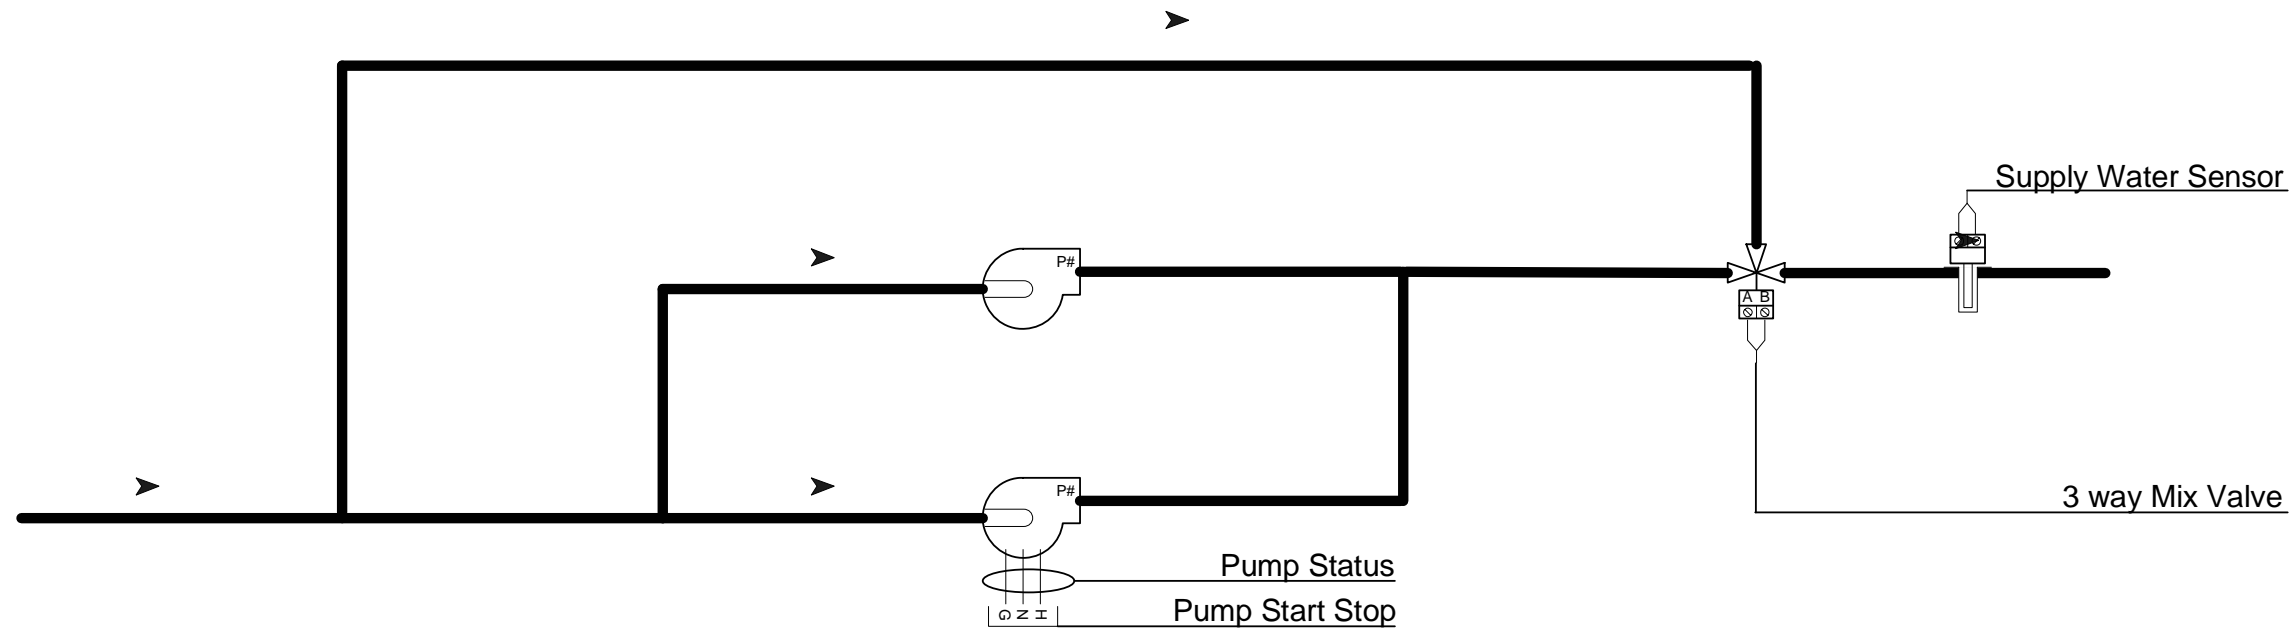 Supply Water Sensor
P#
A B
P#
3 way Mix Valve
Pump Status
G N H
Pump Start Stop